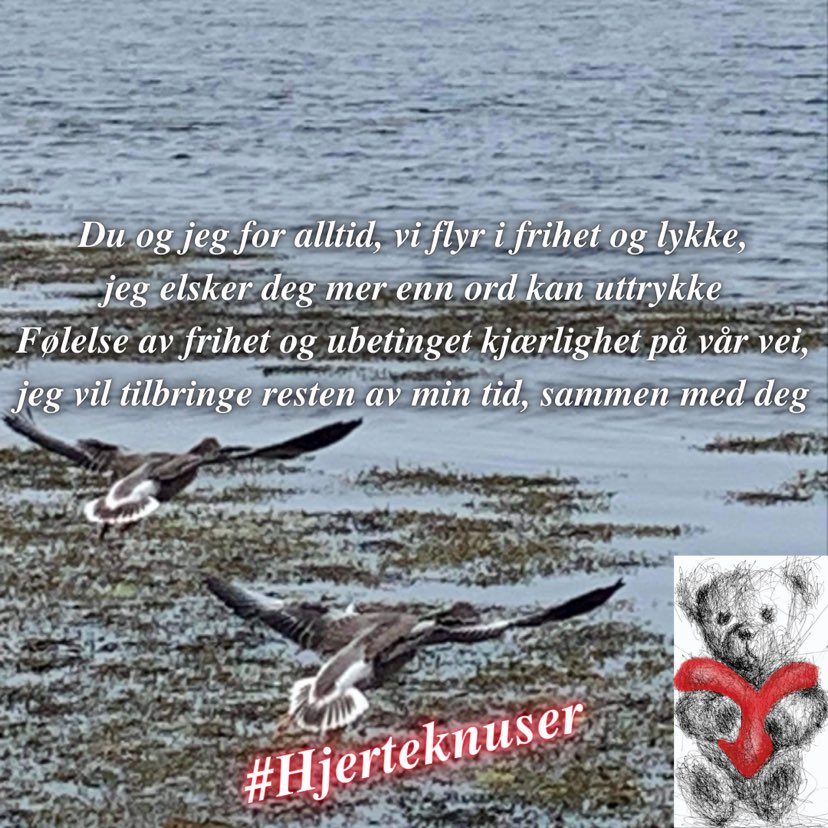 Du og jeg for alltid, vi flyr i frihet og lykke,
jeg elsker deg mer enn ord kan uttrykke
Følelse av frihet og ubetinget kjærlighet på vår vei,
jeg vil tilbringe resten av min tid, sammen med deg
#Hjerteknuser